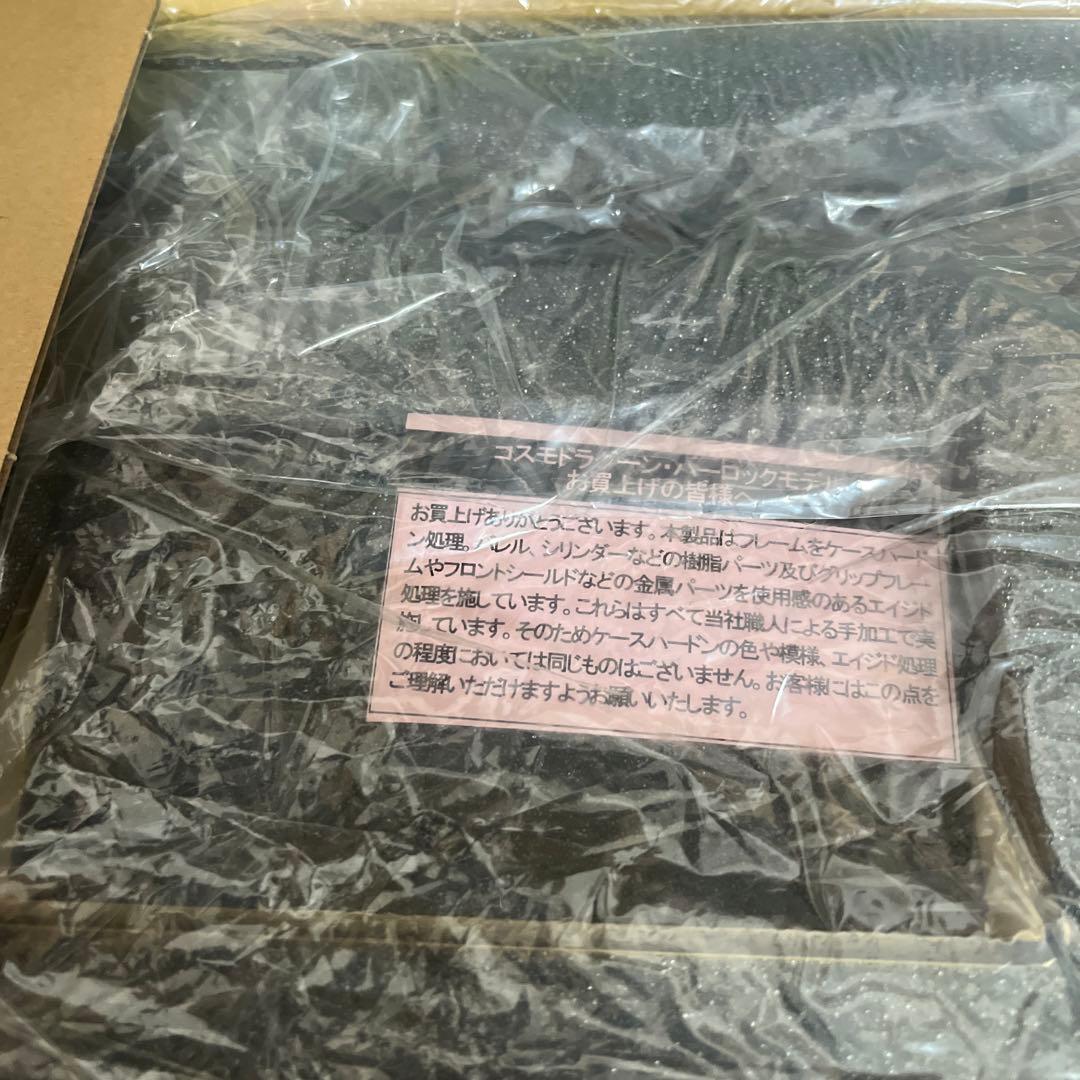 コスモドラグーン・ハーロックモデル
お買上げの皆様へ
お買上げありがとうございます。本製品はフレームをケースハード
ン処理。バレル、シリンダーなどの樹脂パーツ及びグリップフレー
ムやフロントシールドなどの金属パーツを使用感のあるエイジド
処理を施しています。これらはすべて当社職人による手加工で実
施しています。そのためケースハードンの色や模様、エイジド処理
の程度においては同じものはございません。お客様にはこの点を
ご理解いただけますようお願いいたします。